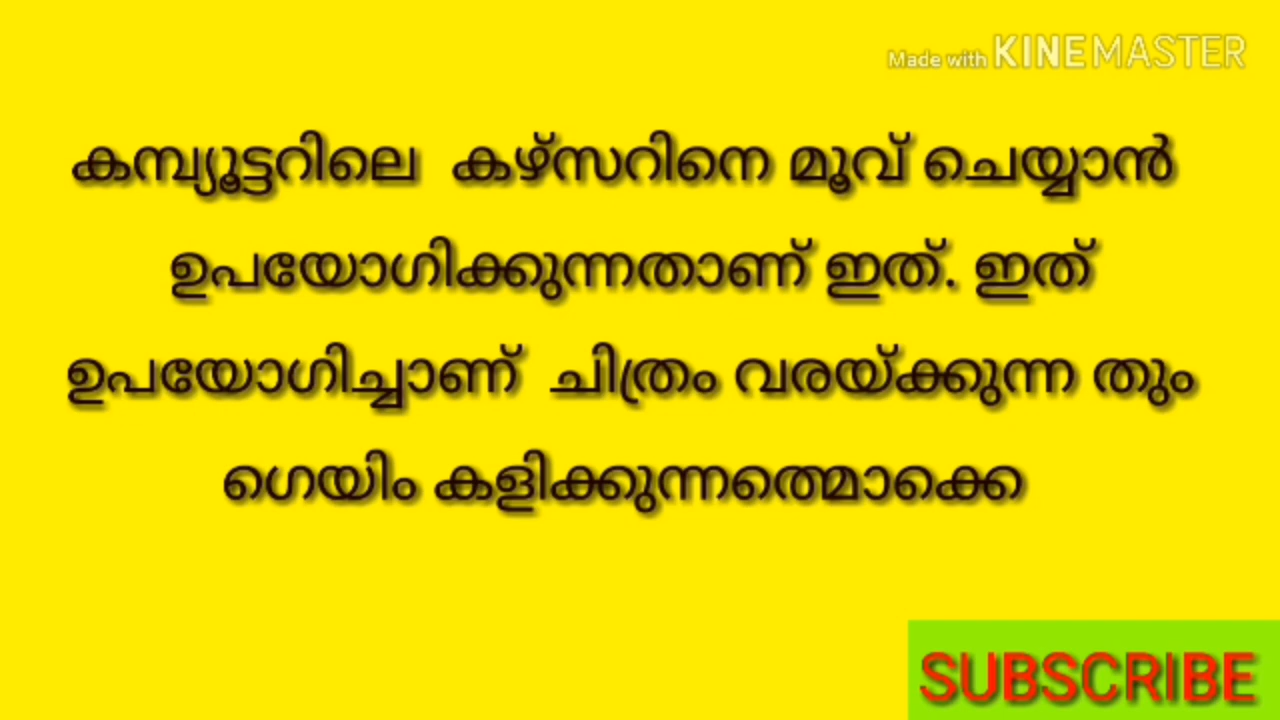 Made with KINEMASTER
കമ്പ്യൂട്ടറിലെ കഴ്സറിനെ മൂവ് ചെയ്യാൻ
ഉപയോഗിക്കുന്നതാണ് ഇത്. ഇത്
ഉപയോഗിച്ചാണ് ചിത്രം വരയ്ക്കുന്ന തും
ഗെയിം കളിക്കുന്നത്മൊക്കെ
SUBSCRIBE